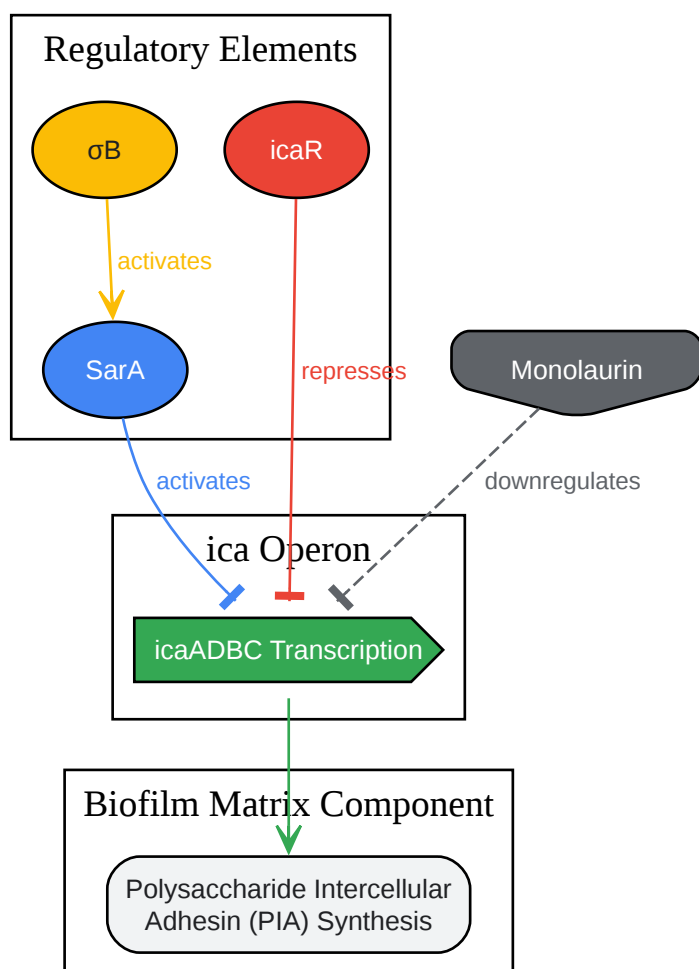 Regulatory Elements
σB
icaR
activates
SarA
represses
Monolaurin
activates
downregulates
ica Operon
icaADBC Transcription
Biofilm Matrix Component
Polysaccharide Intercellular
Adhesin (PIA) Synthesis